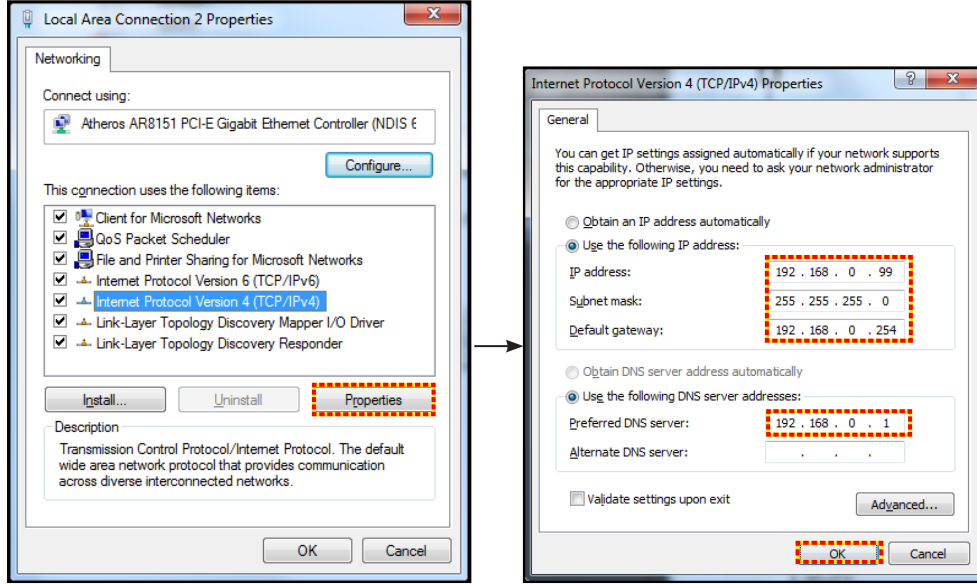 Local Area Connection 2 Properties
Networking
Connect using:
Atheros AR8151 PCI-E Gigabit Ethernet Controller (NDIS 6
Configure...
This connection uses the following items:
Client for Microsoft Networks
QoS Packet Scheduler
File and Printer Sharing for Microsoft Networks
Internet Protocol Version 6 (TCP/IPv6)
Internet Protocol Version 4 (TCP/IPv4)
Link-Layer Topology Discovery Mapper I/O Driver
Link-Layer Topology Discovery Responder
Install...
Uninstall
Properties
Description
Transmission Control Protocol/Internet Protocol. The default
wide area network protocol that provides communication
across diverse interconnected networks.
OK
Cancel
Internet Protocol Version 4 (TCP/IPv4) Properties
General
You can get IP settings assigned automatically if your network supports
this capability. Otherwise, you need to ask your network administrator
for the appropriate IP settings.
Obtain an IP address automatically
Use the following IP address:
IP address: 192 . 168 . 0 . 99
Subnet mask: 255 . 255 . 255 . 0
Default gateway: 192 . 168 . 0 . 254
Obtain DNS server address automatically
Use the following DNS server addresses:
Preferred DNS server: 192 . 168 . 0 . 1
Alternate DNS server: . . .
Validate settings upon exit
Advanced...
OK
Cancel